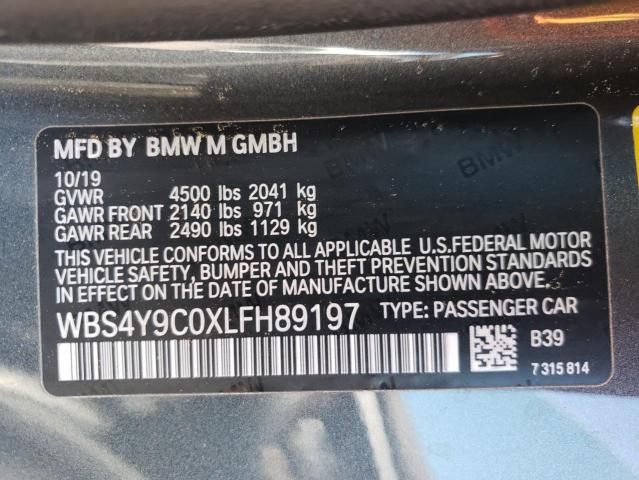 MFD BY BMW M GMBH
10/19
GVWR 4500 lbs 2041 kg
GAWR FRONT 2140 lbs 971 kg
GAWR REAR 2490 lbs 1129 kg
THIS VEHICLE CONFORMS TO ALL APPLICABLE U.S.FEDERAL MOTOR
VEHICLE SAFETY, BUMPER AND THEFT PREVENTION STANDARDS
IN EFFECT ON THE DATE OF MANUFACTURING SHOWN ABOVE.
WBS4Y9C0XLFH89197 TYPE: PASSENGER CAR
B39
7 315 814